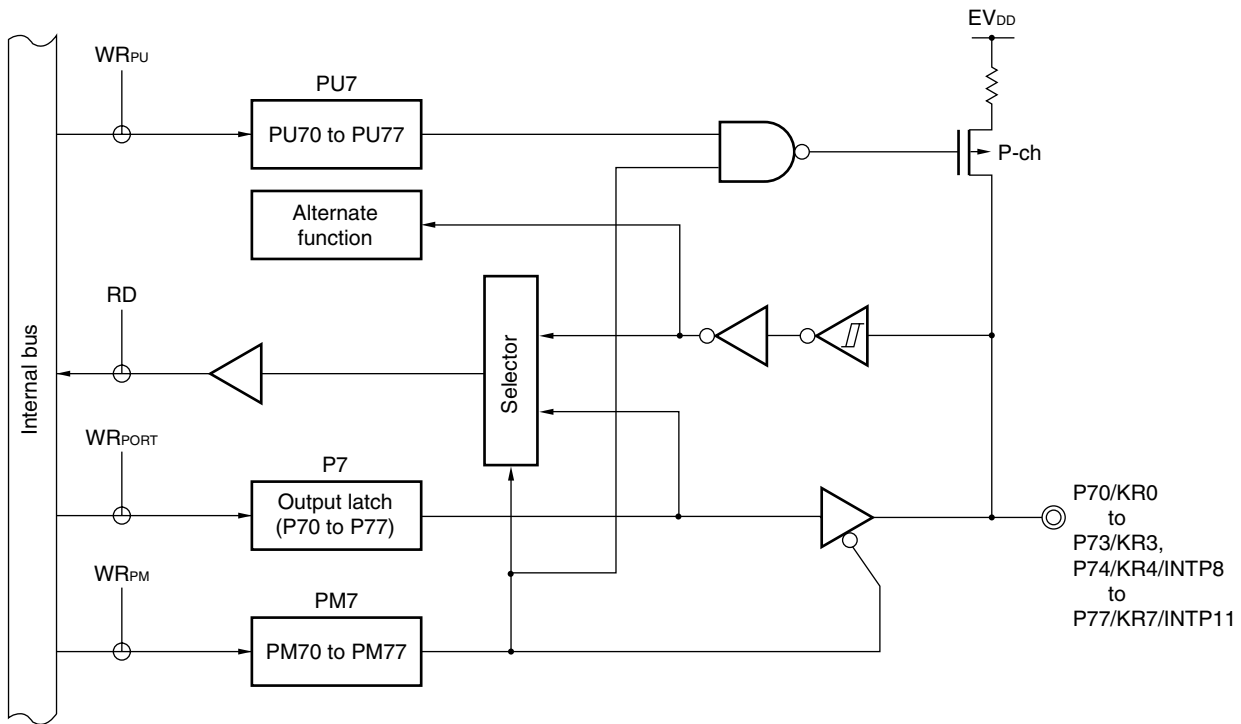 EVDD
WRPU
PU7
PU70 to PU77
P-ch
Alternate
function
RD
Internal bus
Selector
WRPORT
P7
Output latch
(P70 to P77)
P70/KR0
to
P73/KR3,
P74/KR4/INTP8
to
P77/KR7/INTP11
WRPM
PM7
PM70 to PM77